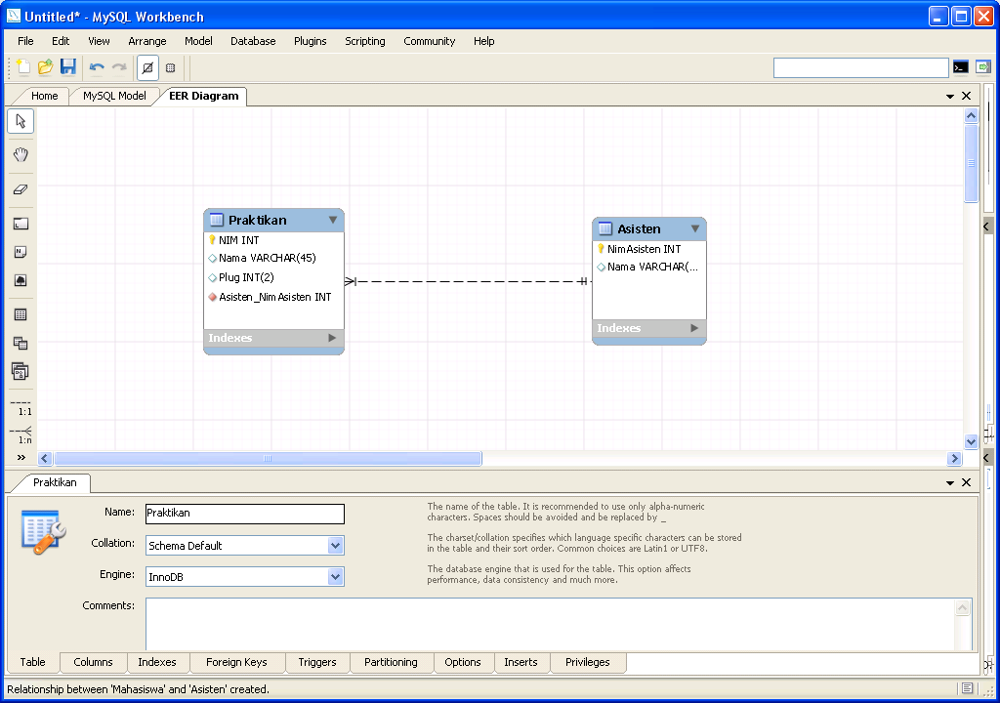 Untitled* - MySQL Workbench
File Edit View Arrange Model Database Plugins Scripting Community Help
Home MySQL Model EER Diagram
Praktikan
NIM INT
Nama VARCHAR(45)
Plug INT(2)
Asisten_NimAsisten INT
Indexes
Asisten
NimAsisten INT
Nama VARCHAR(...
Indexes
1:1
1:n
Praktikan
Name: Praktikan
The name of the table. It is recommended to use only alpha-numeric
characters. Spaces should be avoided and be replaced by _
Collation: Schema Default
The charset/collation specifies which language specific characters can be stored
in the table and their sort order. Common choices are Latin1 or UTF8.
Engine: InnoDB
The database engine that is used for the table. This option affects
performance, data consistency and much more.
Comments:
Table Columns Indexes Foreign Keys Triggers Partitioning Options Inserts Privileges
Relationship between 'Mahasiswa' and 'Asisten' created.